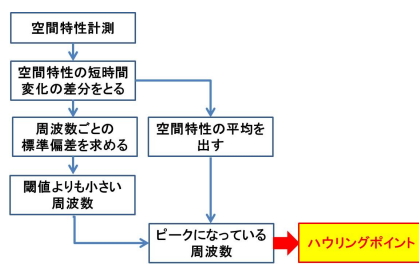 空間特性計測
空間特性の短時間
変化の差分をとる
周波数ごとの
標準偏差を求める
空間特性の平均を
出す
閾値よりも小さい
周波数
ピークになっている
周波数
ハウリングポイント